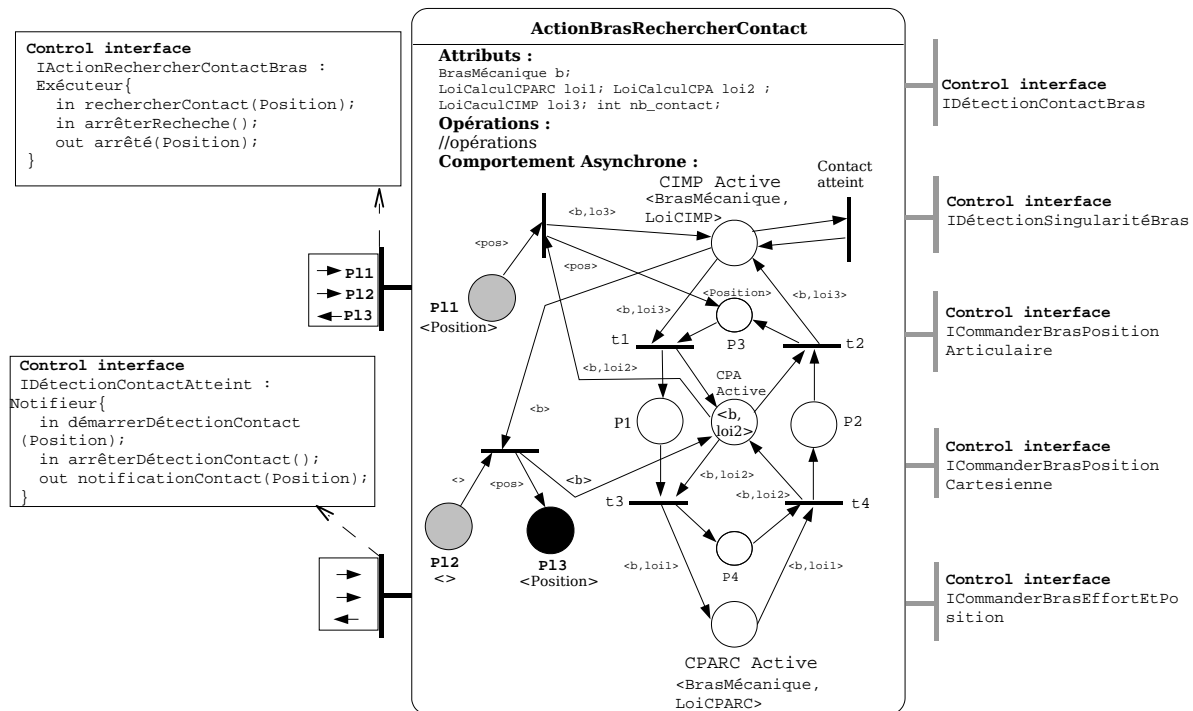 ActionBrasRechercherContact
Control interface
IActionRechercherContactBras :
Exécuteur{
in rechercherContact(Position);
in arrêterRecheche();
out arrêté(Position);
}
Pl1
Pl2
Pl3
Control interface
IDétectionContactAtteint :
Notifieur{
in démarrerDétectionContact
(Position);
in arrêterDétectionContact();
out notificationContact(Position);
}
Attributs :
BrasMécanique b;
LoiCalculCPARC loi1; LoiCalculCPA loi2 ;
LoiCaculCIMP loi3; int nb_contact;
Opérations :
//opérations
Comportement Asynchrone :
CIMP Active
<BrasMécanique,
LoiCIMP>
Contact
atteint
<b,lo3>
<pos>
<pos>
Pl1
<Position>
<Position>
<b,loi3>
<b,loi3>
t1
P3
t2
<b,loi2>
CPA
Active
<b,
loi2>
<b>
P1
P2
<>
<pos>
<b>
<b,loi2>
<b,loi2>
t3
t4
Pl2
<>
Pl3
<Position>
<b,loi1>
P4
<b,loi1>
CPARC Active
<BrasMécanique,
LoiCPARC>
Control interface
IDétectionContactBras
Control interface
IDétectionSingularitéBras
Control interface
ICommanderBrasPosition
Articulaire
Control interface
ICommanderBrasPosition
Cartesienne
Control interface
ICommanderBrasEffortEtPo
sition